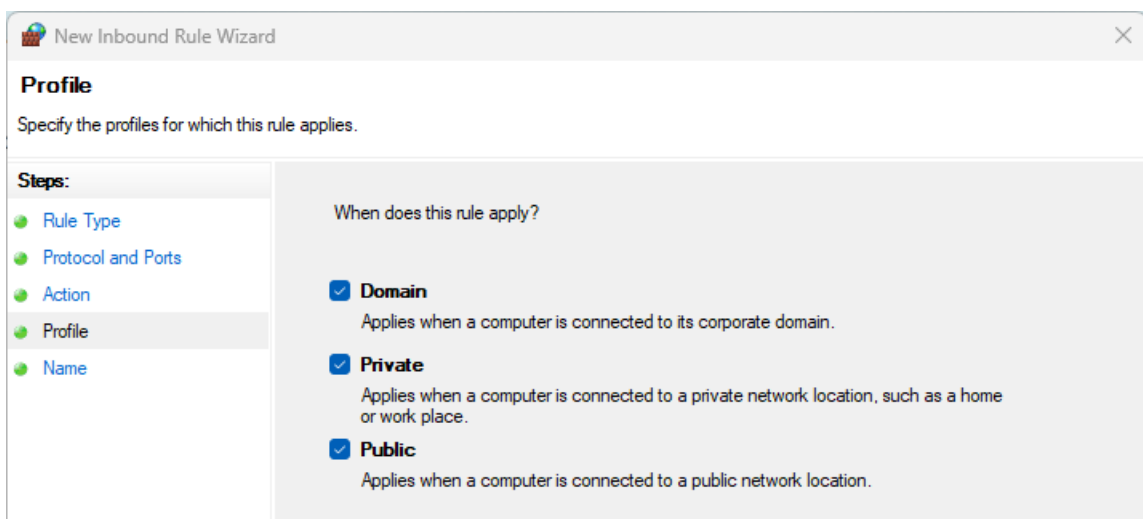 New Inbound Rule Wizard
Profile
Specify the profiles for which this rule applies.
Steps:
Rule Type
Protocol and Ports
Action
Profile
Name
When does this rule apply?
Domain
Applies when a computer is connected to its corporate domain.
Private
Applies when a computer is connected to a private network location, such as a home
or work place.
Public
Applies when a computer is connected to a public network location.